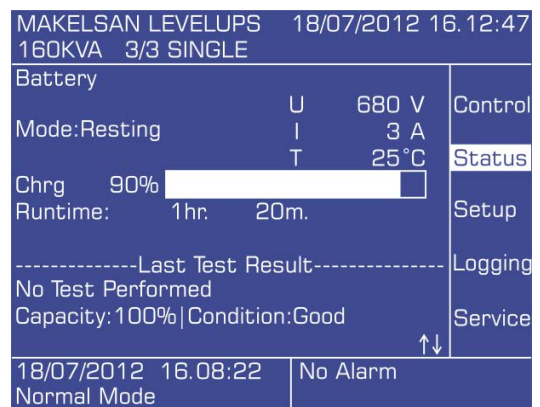 MAKELSAN LEVELUPS 18/07/2012 16.12:47
160KVA 3/3 SINGLE
Battery
U 680 V
Mode:Resting I 3 A
T 25°C
Chrg 90%
Runtime: 1hr. 20m.
-------------Last Test Result-------------
No Test Performed
Capacity:100%|Condition:Good
↑↓
Control
Status
Setup
Logging
Service
18/07/2012 16.08:22 No Alarm
Normal Mode